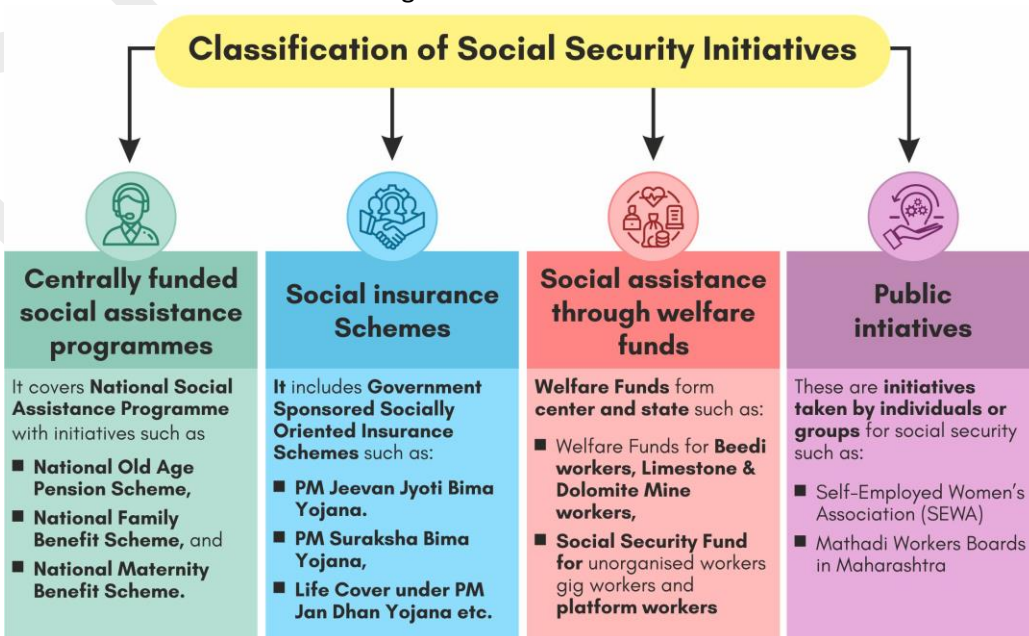 Classification of Social Security Initiatives
Centrally funded
social assistance
programmes
It covers National Social
Assistance Programme
with initiatives such as
■ National Old Age
Pension Scheme,
■ National Family
Benefit Scheme, and
■ National Maternity
Benefit Scheme.
Social insurance
Schemes
It includes Government
Sponsored Socially
Oriented Insurance
Schemes such as:
■ PM Jeevan Jyoti Bima
Yojana.
■ PM Suraksha Bima
Yojana,
■ Life Cover under PM
Jan Dhan Yojana etc.
Social assistance
through welfare
funds
Welfare Funds form
center and state such as:
■ Welfare Funds for Beedi
workers, Limestone &
Dolomite Mine
workers,
■ Social Security Fund
for unorganised workers
gig workers and
platform workers
Public
intiatives
These are initiatives
taken by individuals or
groups for social security
such as:
■ Self-Employed Women's
Association (SEWA)
■ Mathadi Workers Boards
in Maharashtra